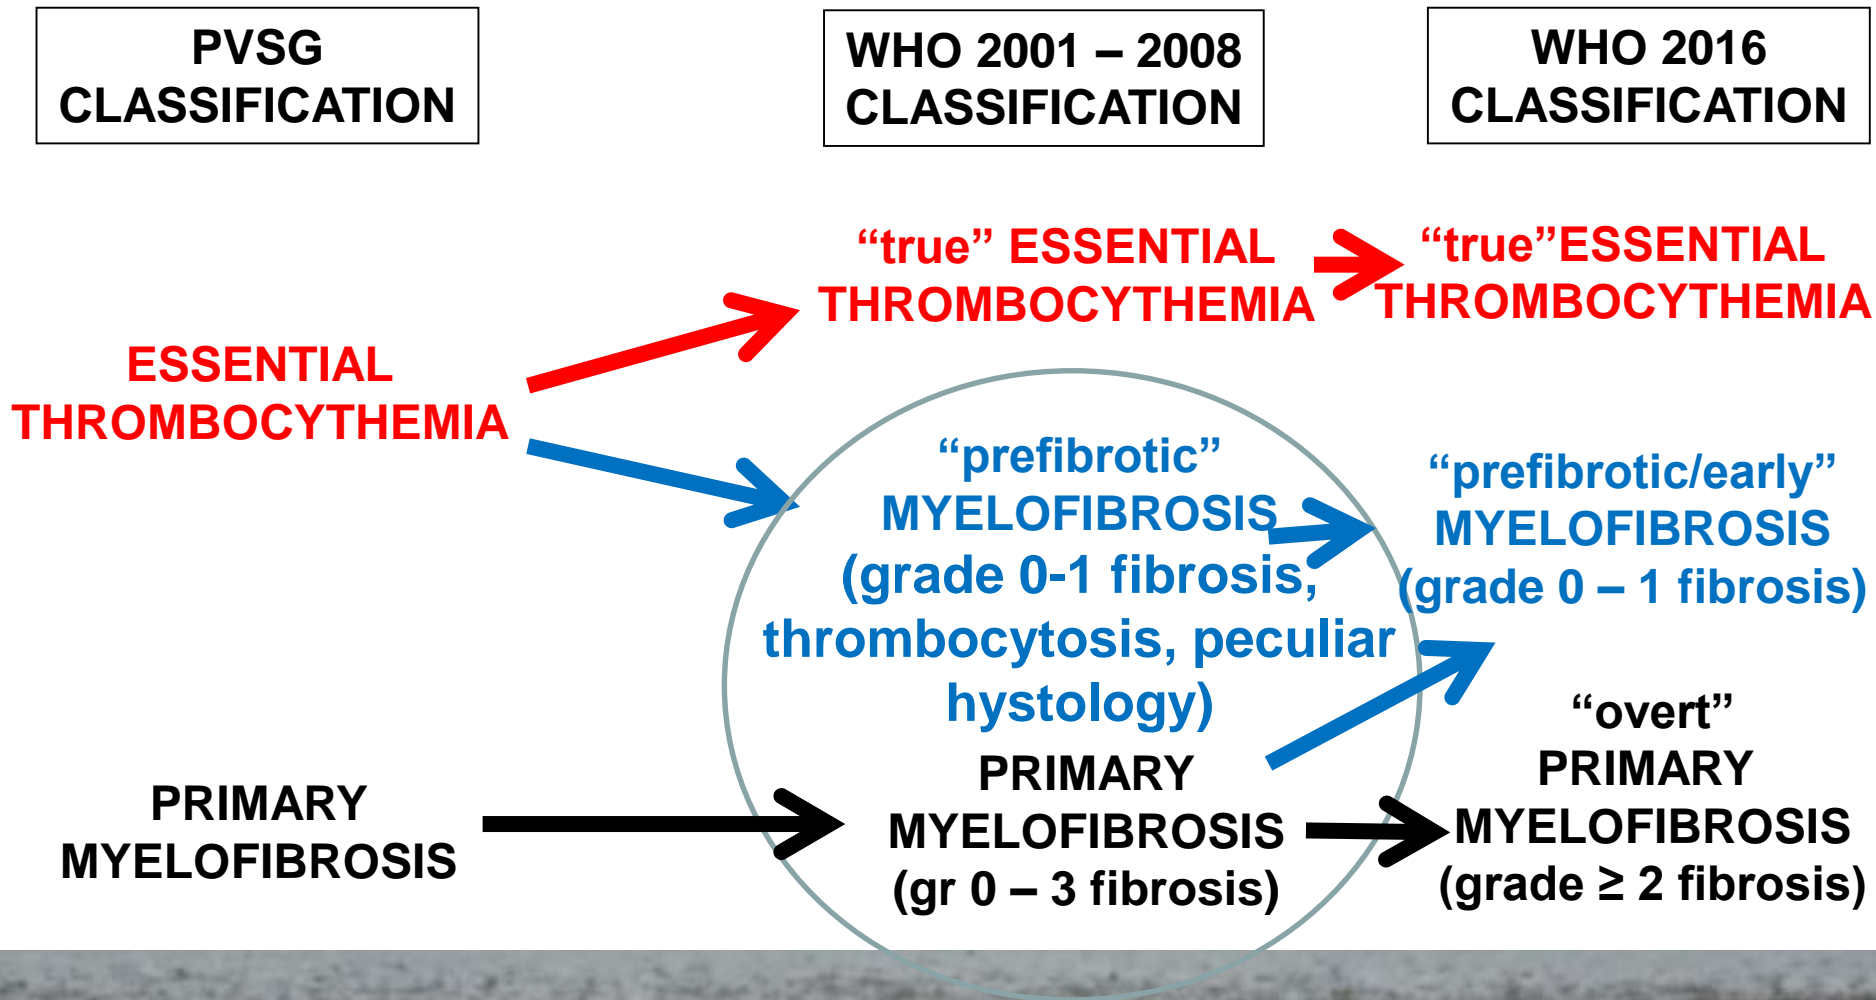 PVSG
CLASSIFICATION
WHO 2001 – 2008
CLASSIFICATION
WHO 2016
CLASSIFICATION
ESSENTIAL
THROMBOCYTHEMIA
“true” ESSENTIAL
THROMBOCYTHEMIA
“true”ESSENTIAL
THROMBOCYTHEMIA
“prefibrotic”
MYELOFIBROSIS
(grade 0-1 fibrosis,
thrombocytosis, peculiar
hystology)
“prefibrotic/early”
MYELOFIBROSIS
(grade 0 – 1 fibrosis)
PRIMARY
MYELOFIBROSIS
PRIMARY
MYELOFIBROSIS
(gr 0 – 3 fibrosis)
“overt”
PRIMARY
MYELOFIBROSIS
(grade ≥ 2 fibrosis)